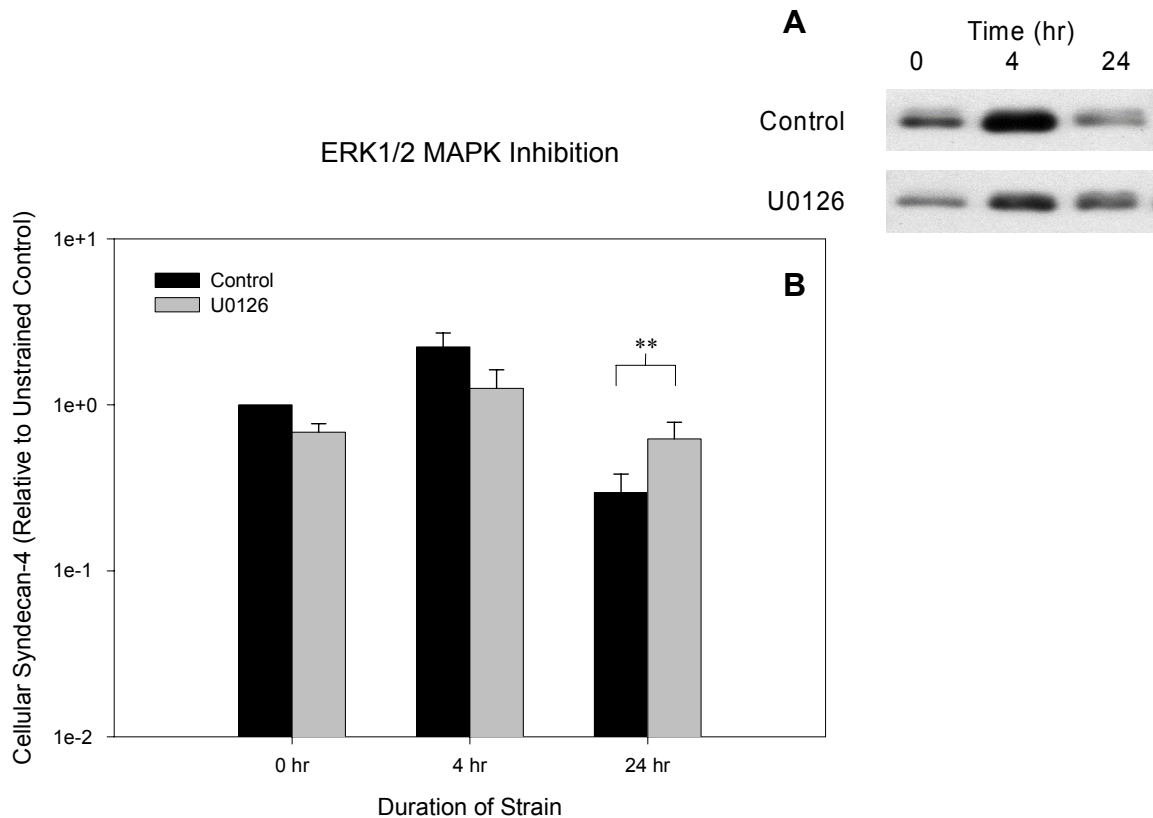 A
Time (hr)
0 4 24
Control
U0126
ERK1/2 MAPK Inhibition
Cellular Syndecan-4 (Relative to Unstrained Control)
1e+1
1e+0
1e-1
1e-2
Control
U0126
B
**
0 hr 4 hr 24 hr
Duration of Strain